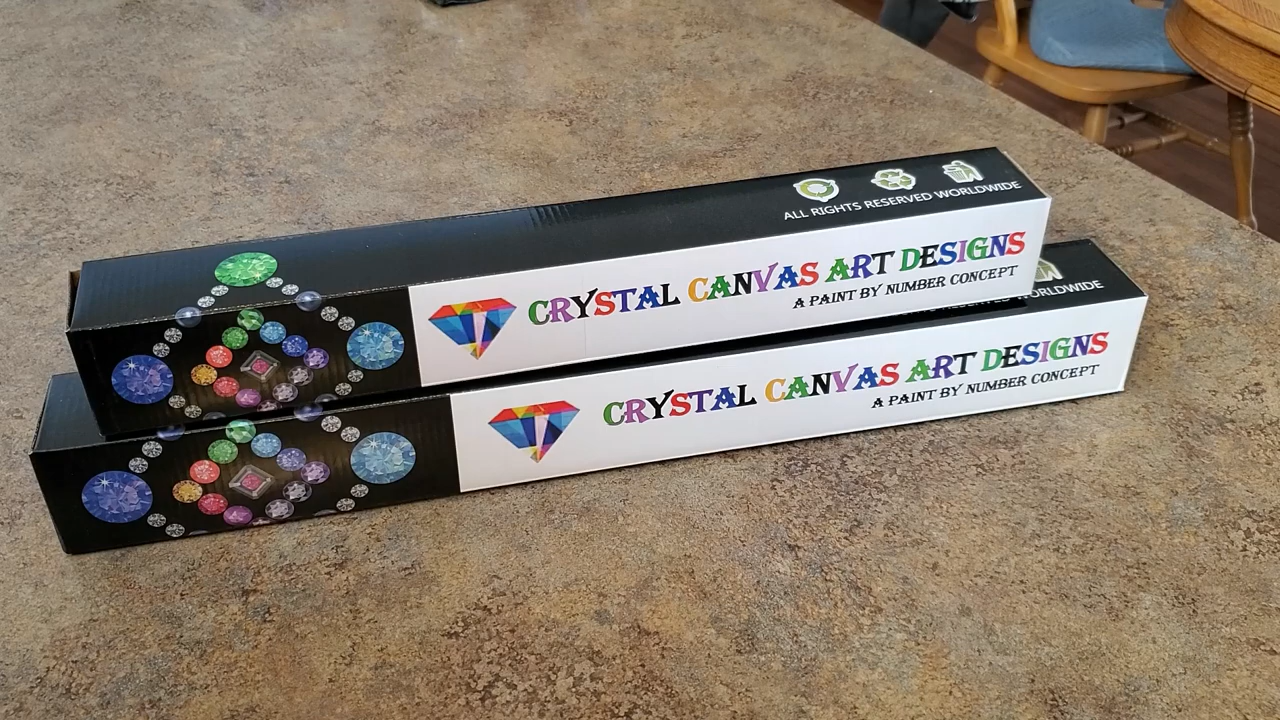 ALL RIGHTS RESERVED WORLDWIDE
CRYSTAL CANVAS ART DESIGNS
A PAINT BY NUMBER CONCEPT
WORLDWIDE
CRYSTAL CANVAS ART DESIGNS
A PAINT BY NUMBER CONCEPT